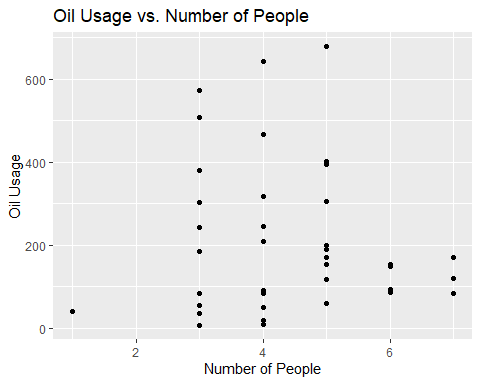 Oil Usage vs. Number of People
600
400
200
0
Oil Usage
2 4 6
Number of People